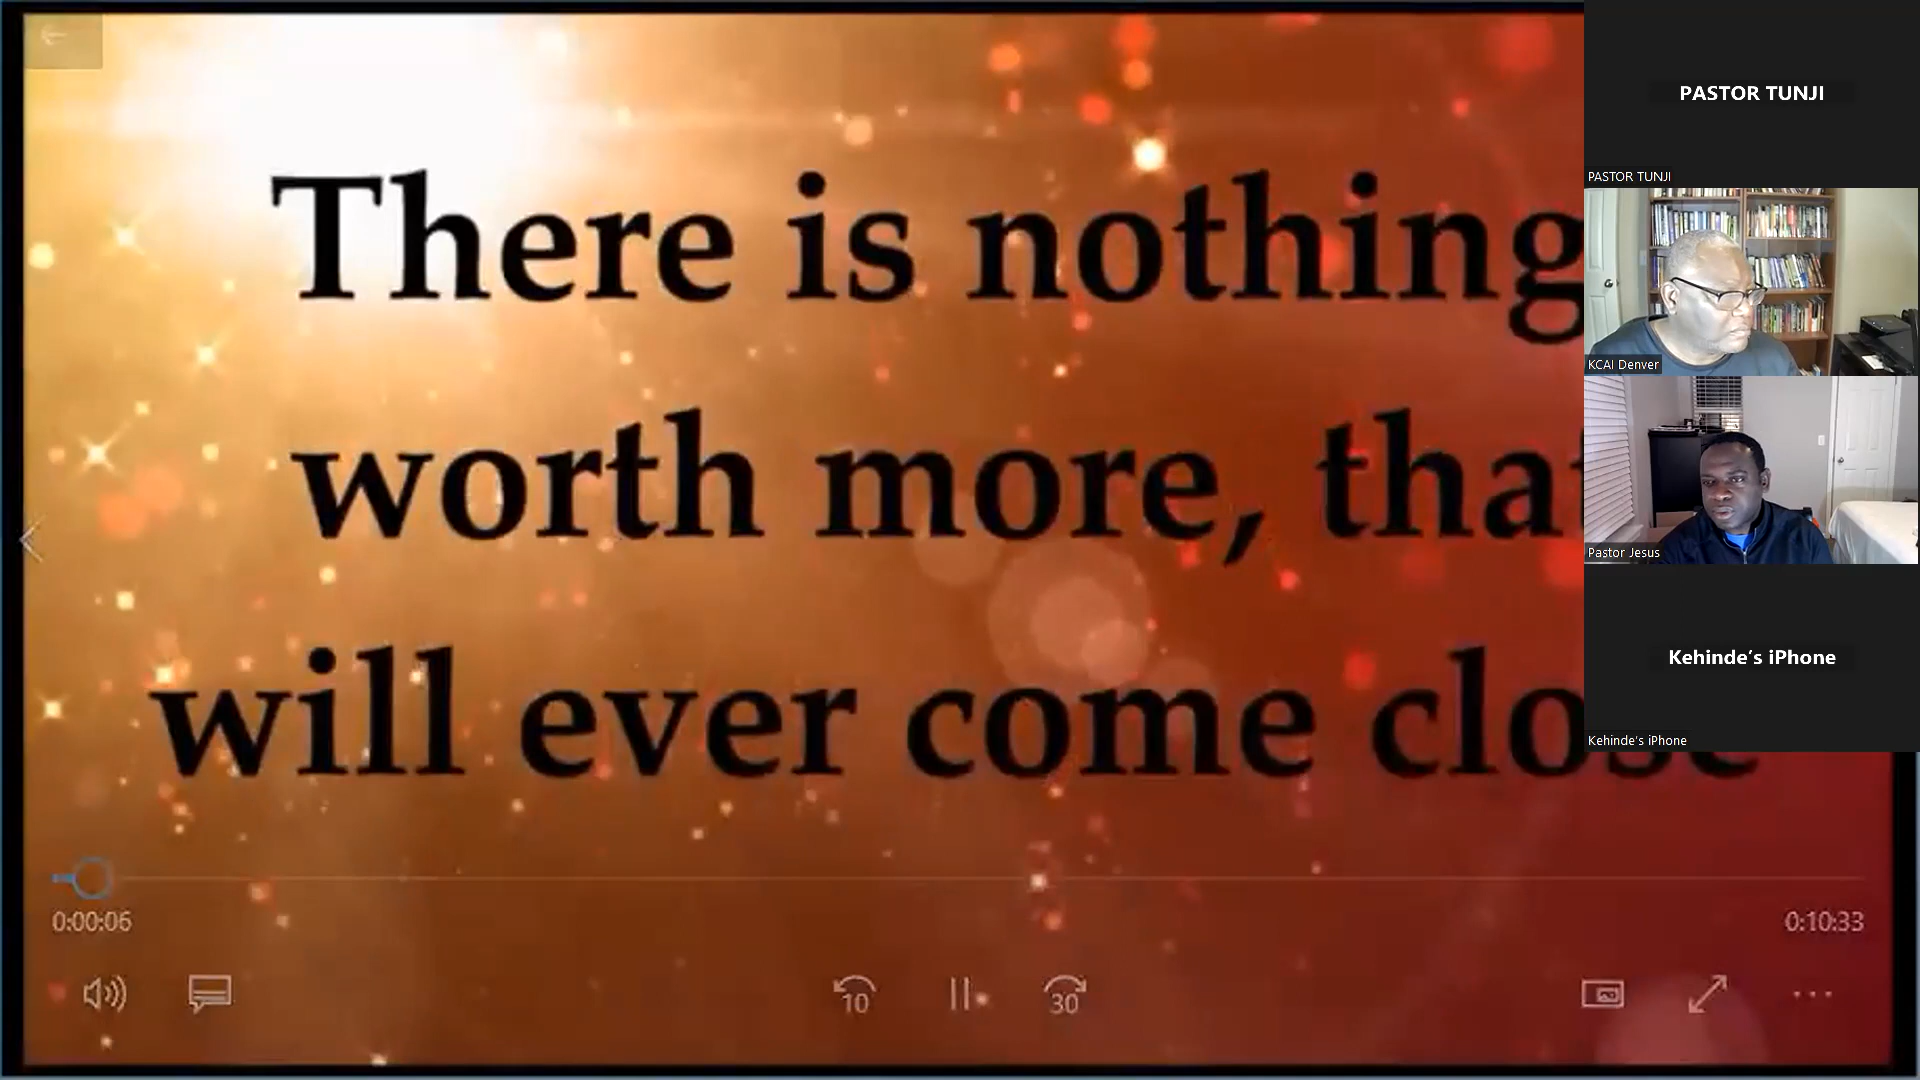 There is nothing
worth more, that
will ever come close
0:00:06
0:10:33
10
30
PASTOR TUNJI
PASTOR TUNJI
KCAI Denver
Pastor Jesus
Kehinde's iPhone
Kehinde's iPhone